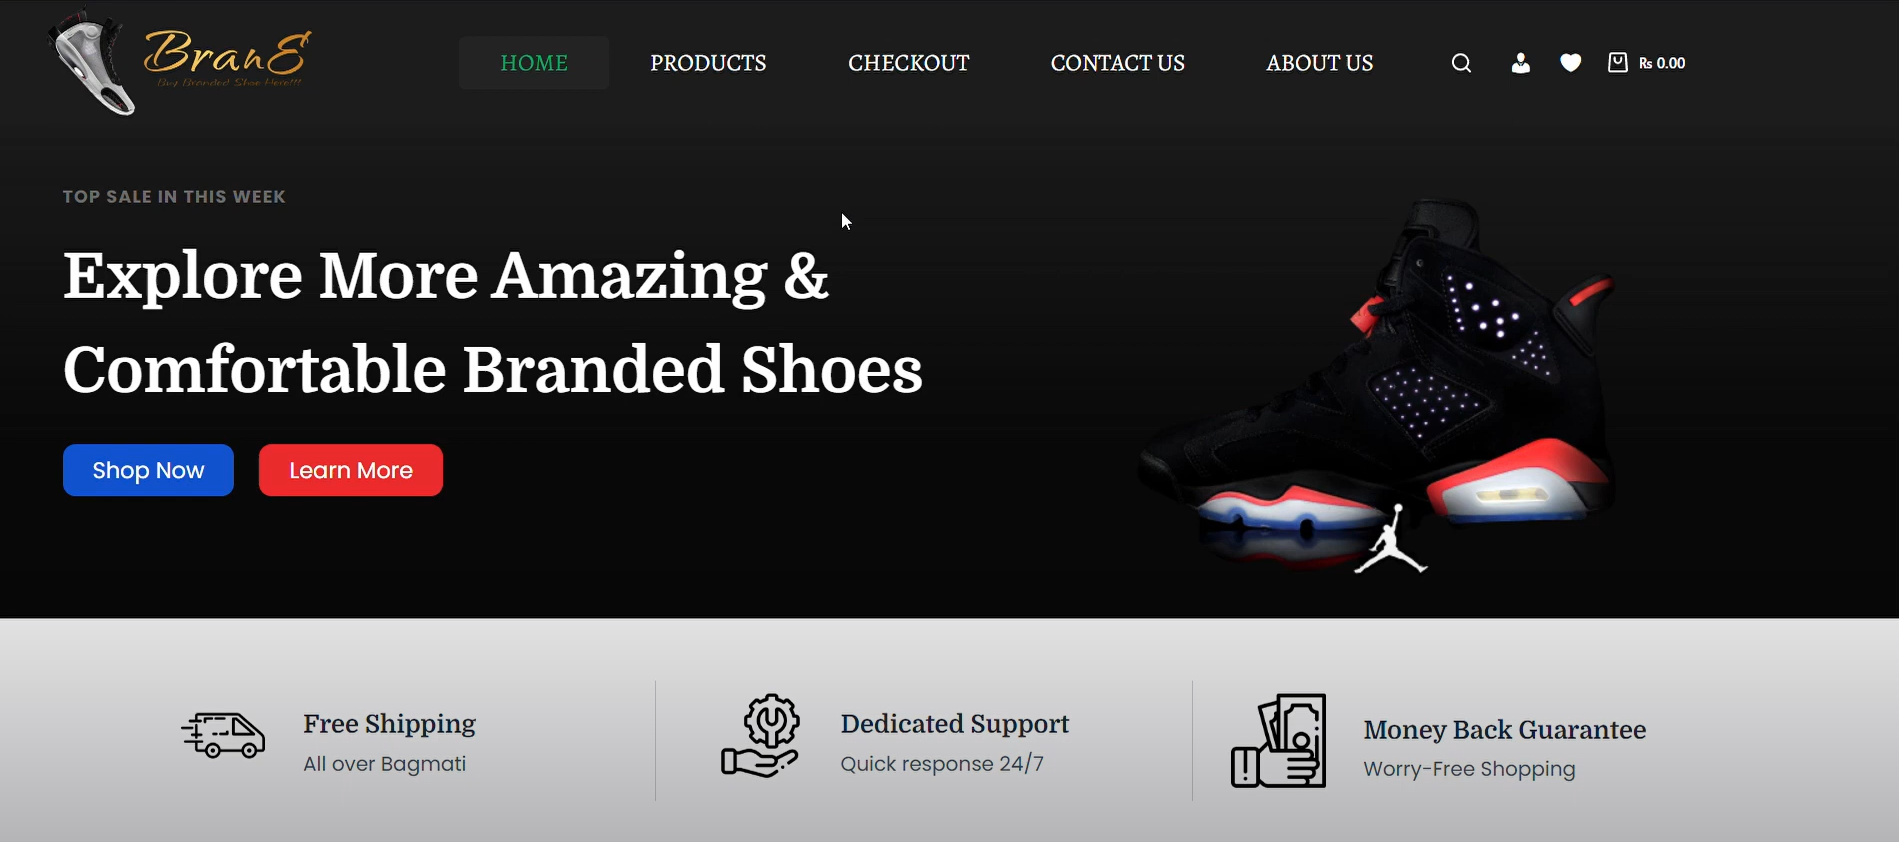 BranE
Buy Branded Shoe Here!!!
HOME PRODUCTS CHECKOUT CONTACT US ABOUT US Rs 0.00
TOP SALE IN THIS WEEK
Explore More Amazing &
Comfortable Branded Shoes
Shop Now Learn More
Free Shipping
All over Bagmati
Dedicated Support
Quick response 24/7
Money Back Guarantee
Worry-Free Shopping